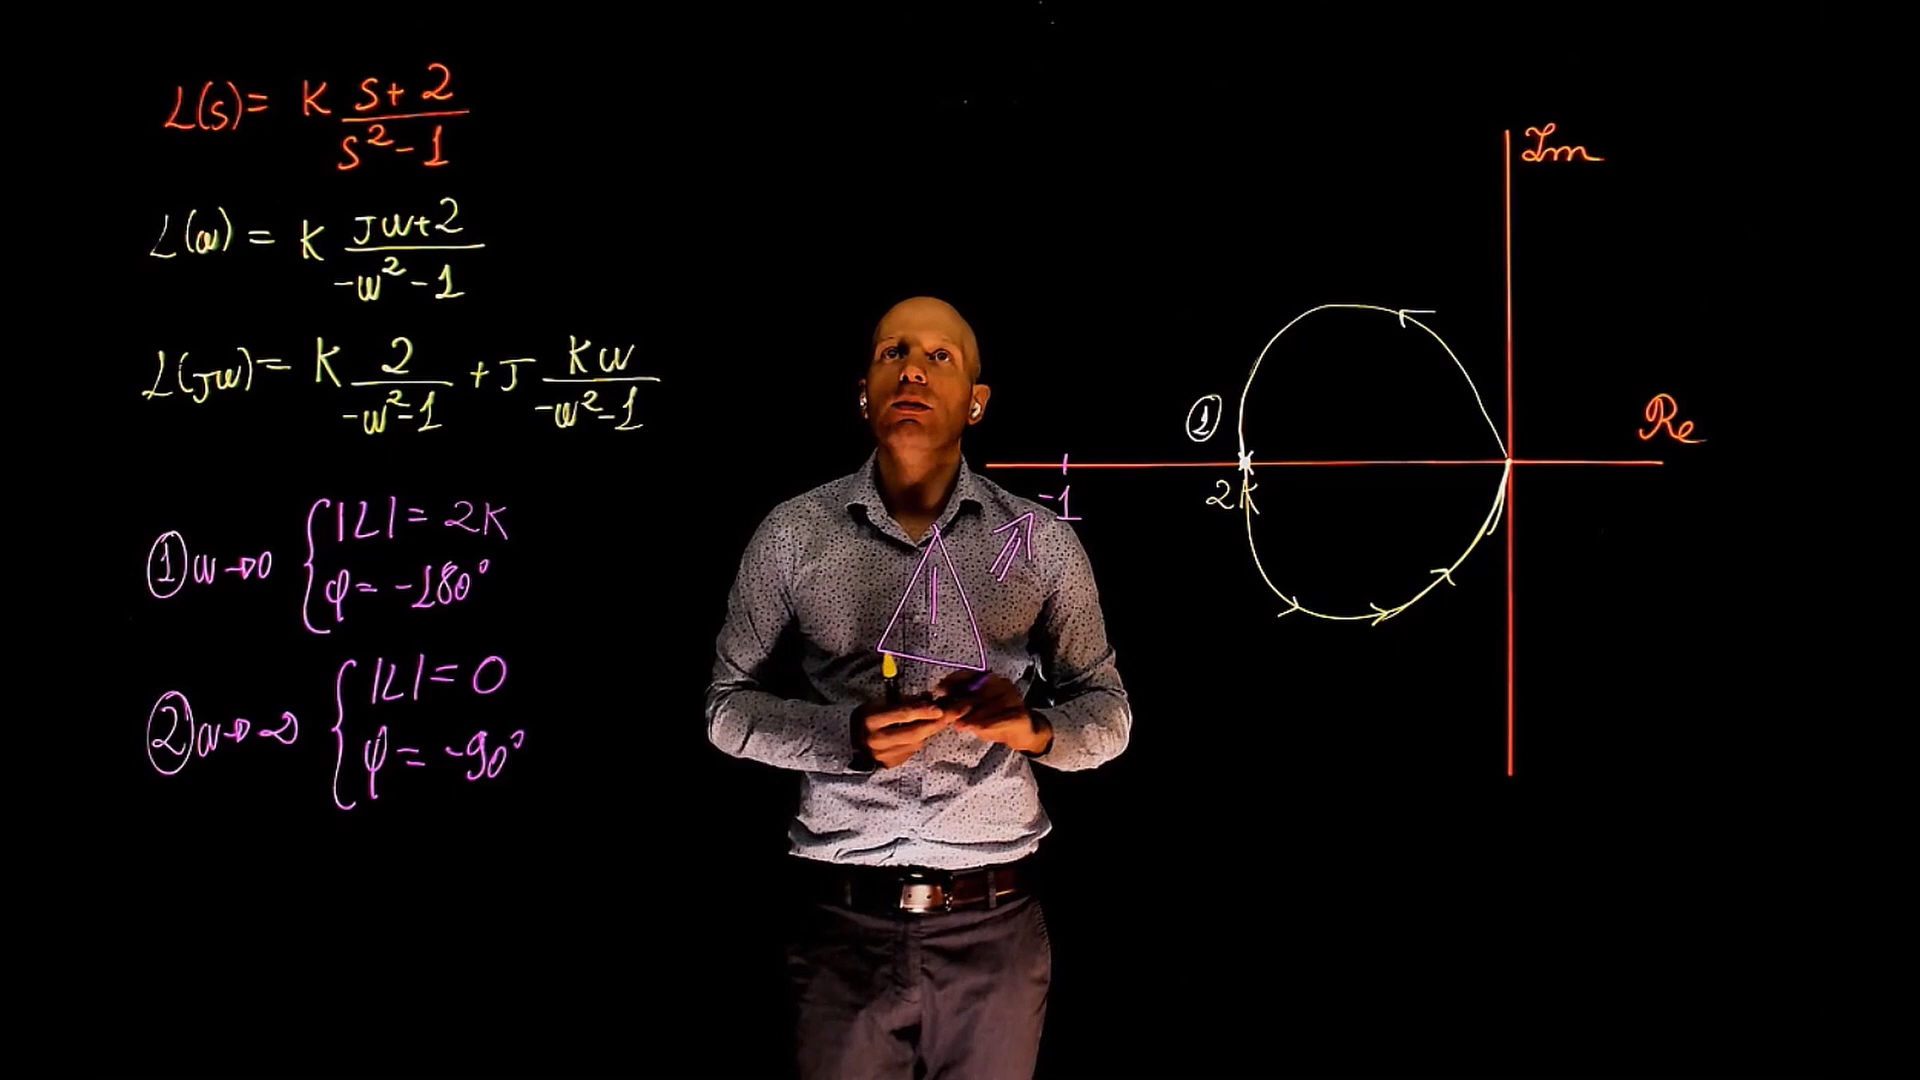 L(s) = K (s+2)/(s²-1)
L(ω) = K (Jω+2)/(-ω²-1)
L(Jω) = K 2/(-ω²-1) + J Kω/(-ω²-1)
① ω→0 { |L| = 2K
φ = -180°
② ω→∞ { |L| = 0
φ = -90°
!
Im
Re
①
-1
2K